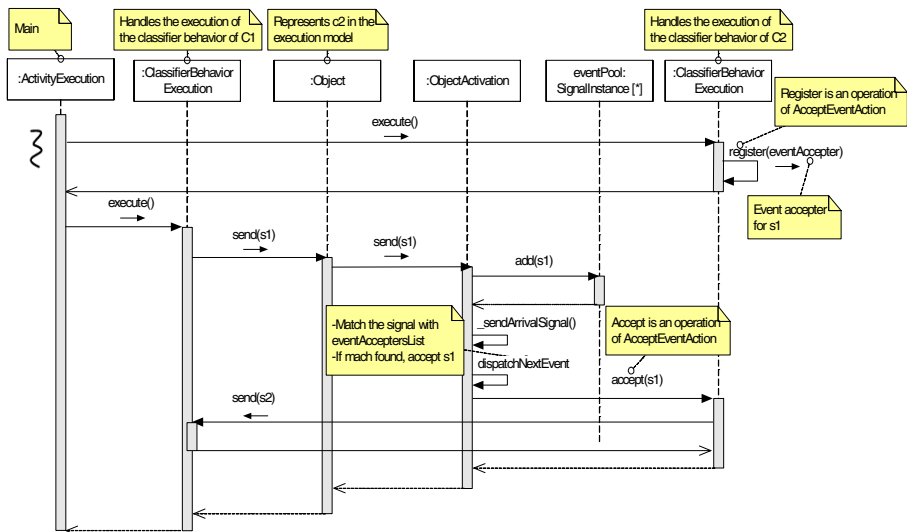 Main
Handles the execution of
the classifier behavior of C1
Represents c2 in the
execution model
Handles the execution of
the classifier behavior of C2
:ActivityExecution
:ClassifierBehavior
Execution
:Object
:ObjectActivation
eventPool:
SignalInstance [*]
:ClassifierBehavior
Execution
Register is an operation
of AcceptEventAction
execute()
register(eventAccepter)
execute()
Event accepter
for s1
send(s1)
send(s1)
add(s1)
-Match the signal with
eventAcceptersList
-If mach found, accept s1
_sendArrivalSignal()
Accept is an operation
of AcceptEventAction
dispatchNextEvent
accept(s1)
send(s2)